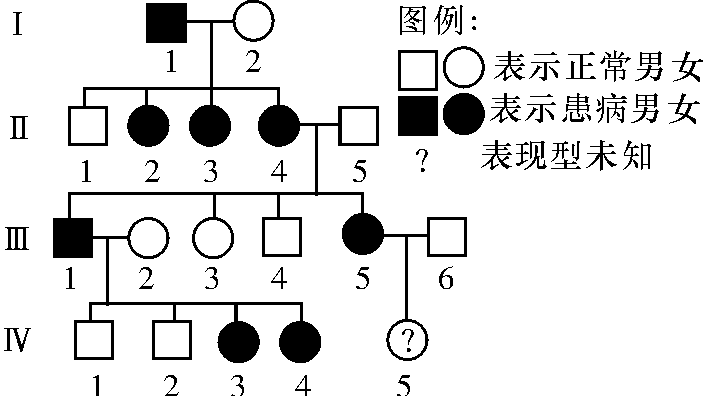 Ⅰ
1 2
图例:
表示正常男女
Ⅱ
表示患病男女
1 2 3 4 5
? 表现型未知
Ⅲ
1 2 3 4 5 6
Ⅳ
?
1 2 3 4 5